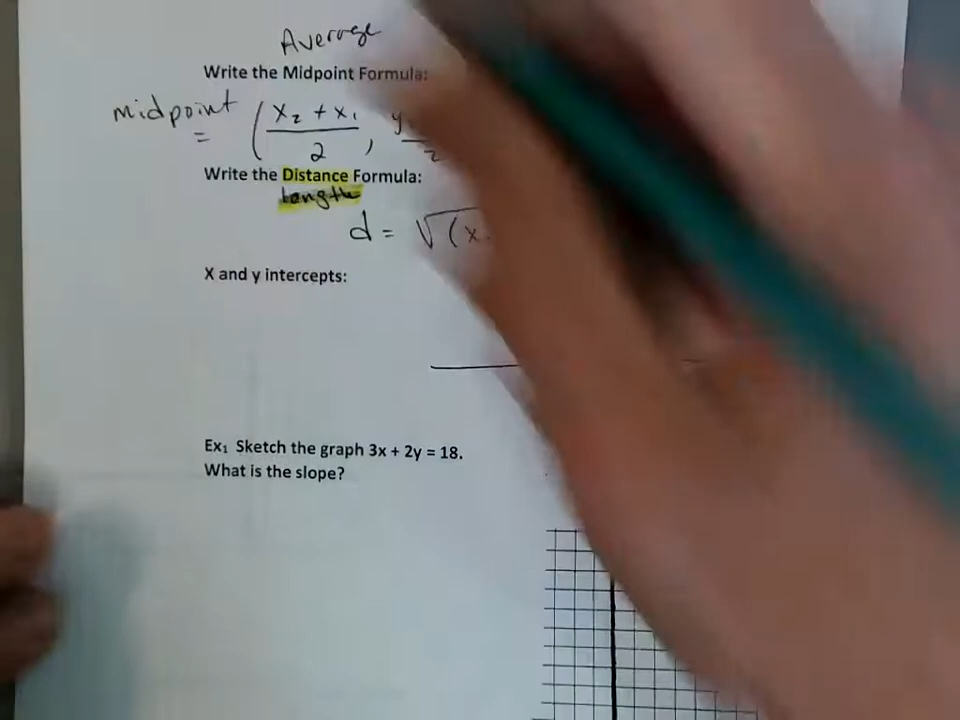 Average
Write the Midpoint Formula:
midpoint = ( x₂ + x₁ / 2 , y / 2
Write the Distance Formula:
Length
d = √(x
X and y intercepts:
Ex₁ Sketch the graph 3x + 2y = 18.
What is the slope?